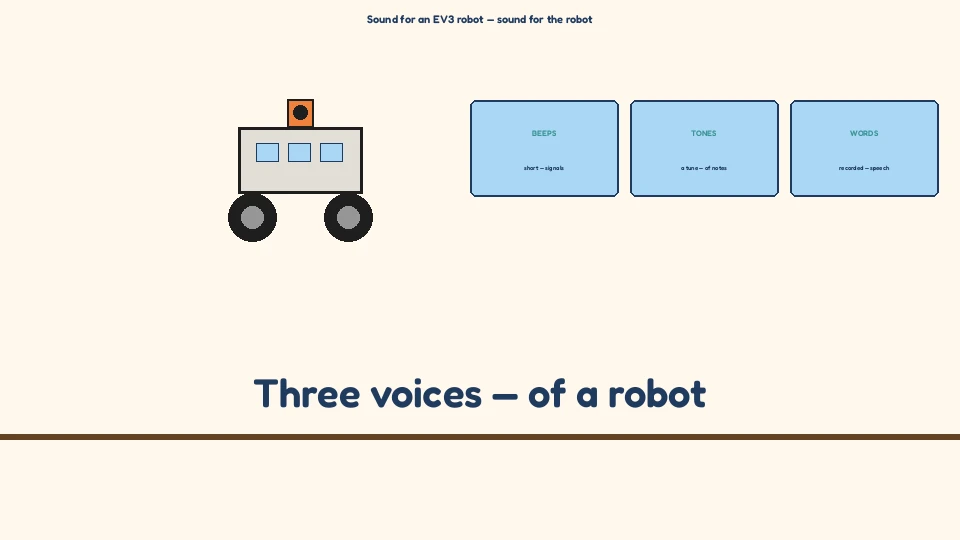 Sound for an EV3 robot — sound for the robot
BEEPS
short — signals
TONES
a tune — of notes
WORDS
recorded — speech
Three voices — of a robot